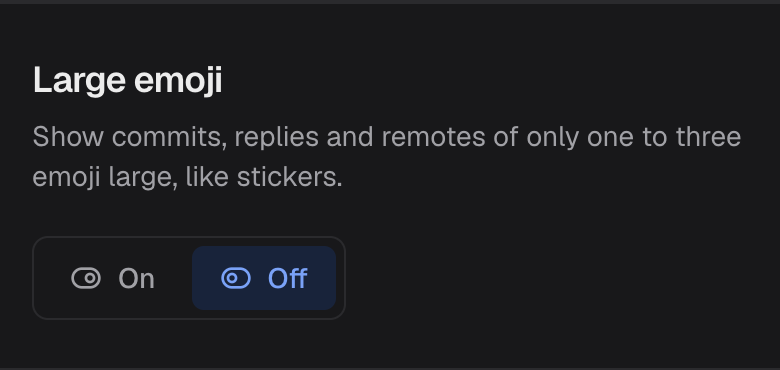 Large emoji
Show commits, replies and remotes of only one to three
emoji large, like stickers.
On
Off